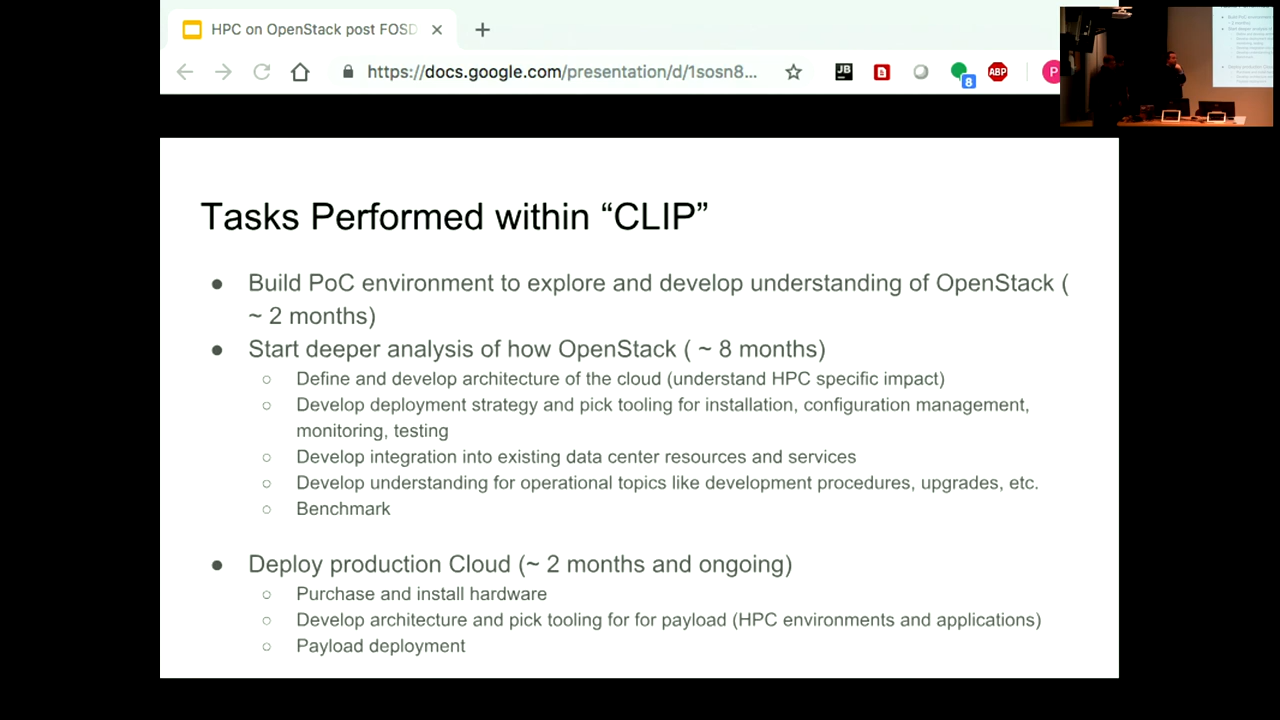 HPC on OpenStack post FOSD
https://docs.google.com/presentation/d/1sosn8...
JB
8
ABP
P
Tasks Performed within “CLIP”
● Build PoC environment to explore and develop understanding of OpenStack (
~ 2 months)
● Start deeper analysis of how OpenStack ( ~ 8 months)
○ Define and develop architecture of the cloud (understand HPC specific impact)
○ Develop deployment strategy and pick tooling for installation, configuration management,
monitoring, testing
○ Develop integration into existing data center resources and services
○ Develop understanding for operational topics like development procedures, upgrades, etc.
○ Benchmark
● Deploy production Cloud (~ 2 months and ongoing)
○ Purchase and install hardware
○ Develop architecture and pick tooling for for payload (HPC environments and applications)
○ Payload deployment